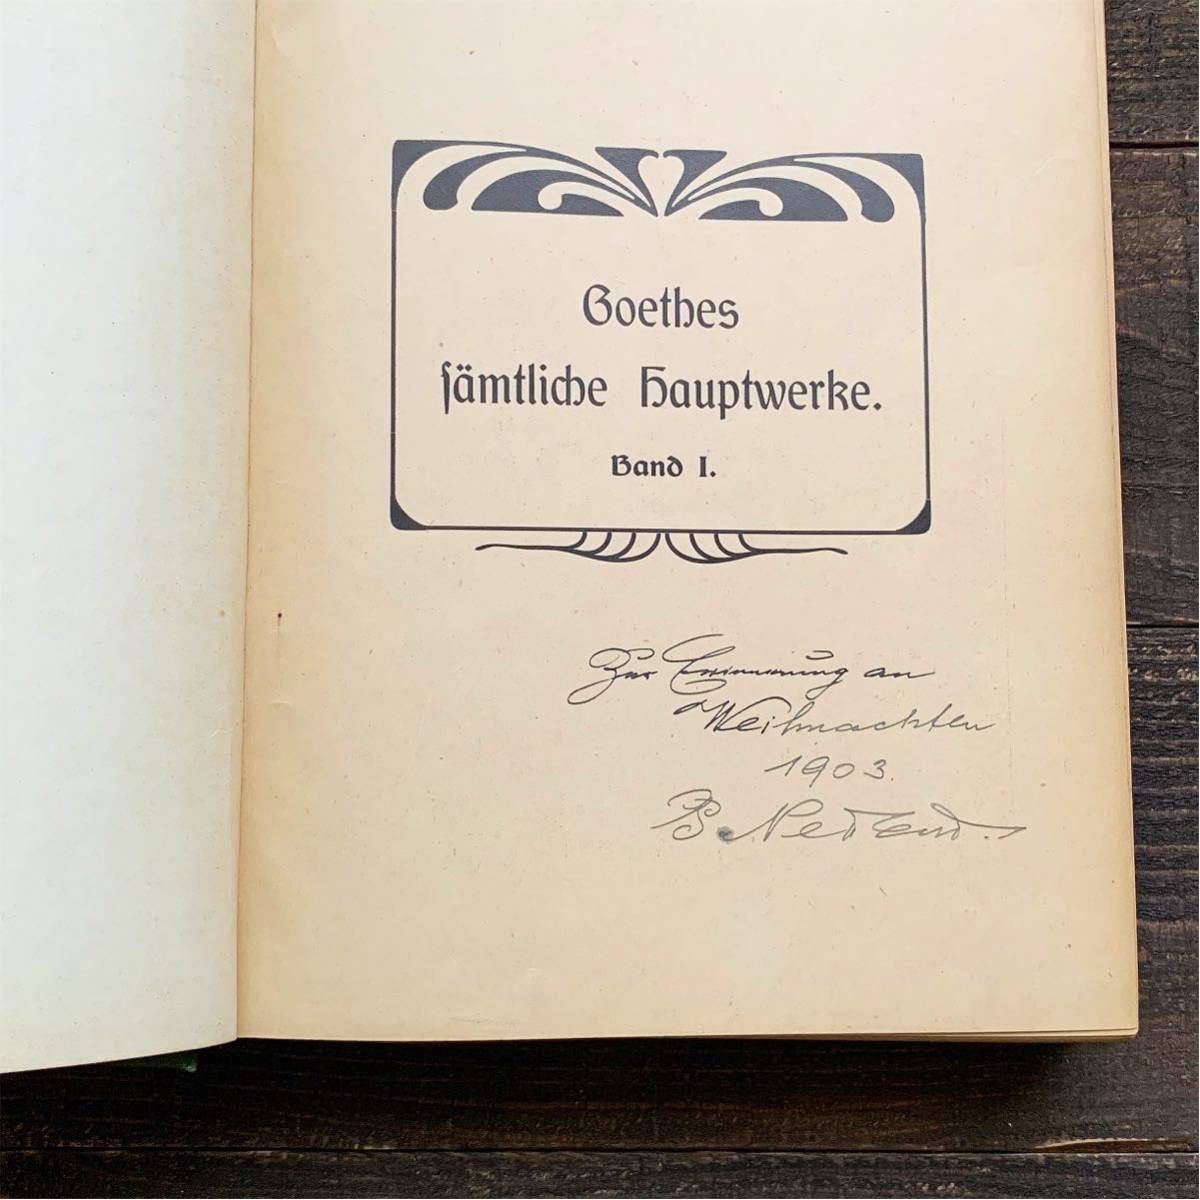 Goethes
sämtliche Hauptwerke.
Band I.
Zur Erinnerung an
Weihnachten
1903.
B.